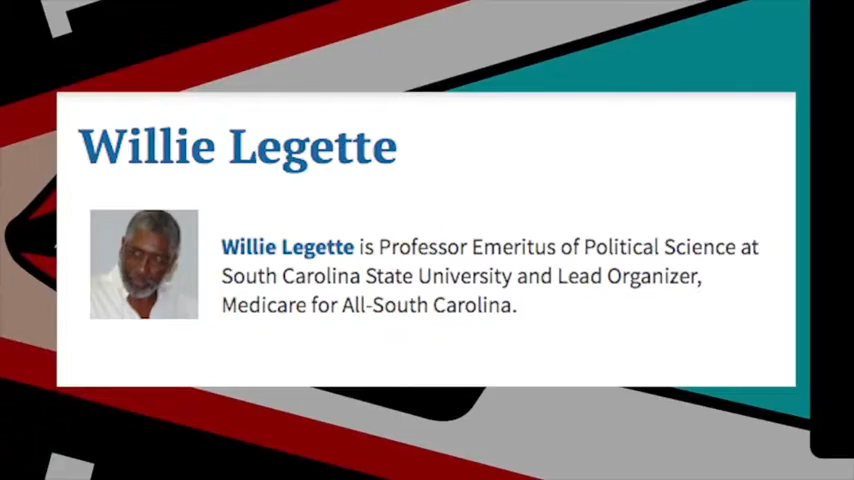 Willie Legette
Willie Legette is Professor Emeritus of Political Science at
South Carolina State University and Lead Organizer,
Medicare for All-South Carolina.